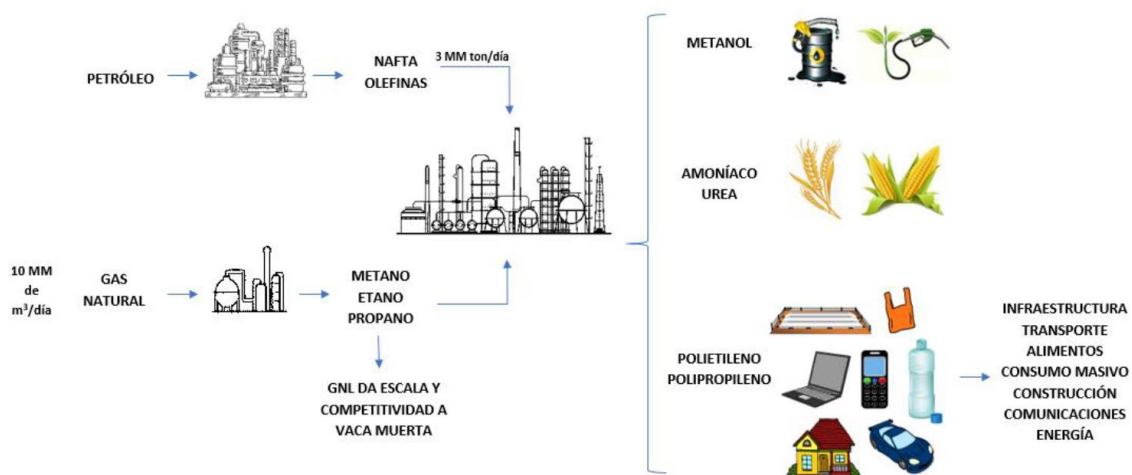 PETRÓLEO
NAFTA
OLEFINAS
3 MM ton/día
10 MM
de
m³/día
GAS
NATURAL
METANO
ETANO
PROPANO
GNL DA ESCALA Y
COMPETITIVIDAD A
VACA MUERTA
METANOL
AMONÍACO
UREA
POLIETILENO
POLIPROPILENO
INFRAESTRUCTURA
TRANSPORTE
ALIMENTOS
CONSUMO MASIVO
CONSTRUCCIÓN
COMUNICACIONES
ENERGÍA